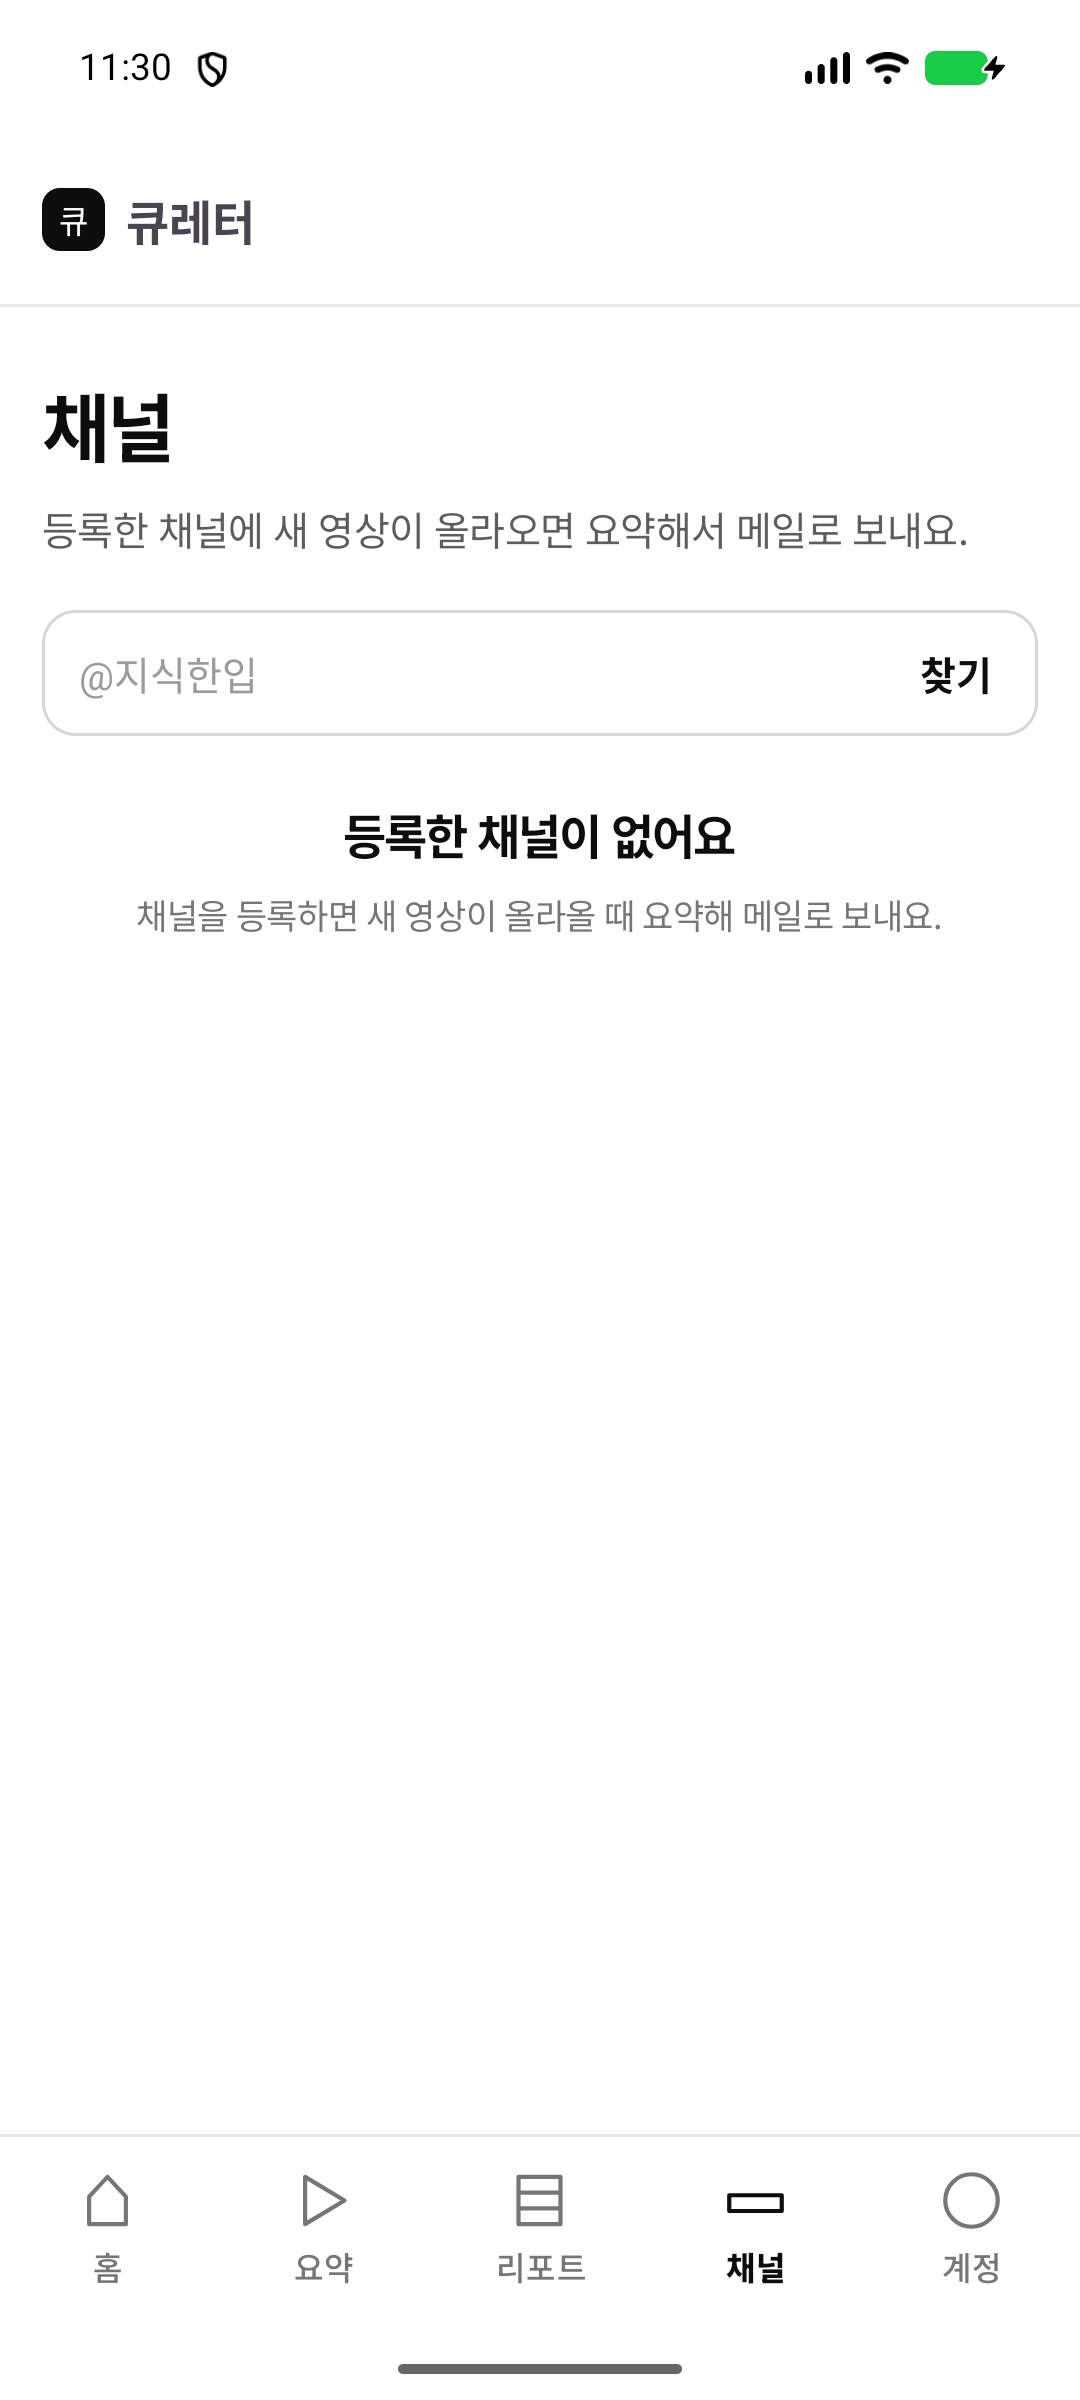 11:30
큐 큐레터
채널
등록한 채널에 새 영상이 올라오면 요약해서 메일로 보내요.
@지식한입 찾기
등록한 채널이 없어요
채널을 등록하면 새 영상이 올라올 때 요약해 메일로 보내요.
홈 요약 리포트 채널 계정